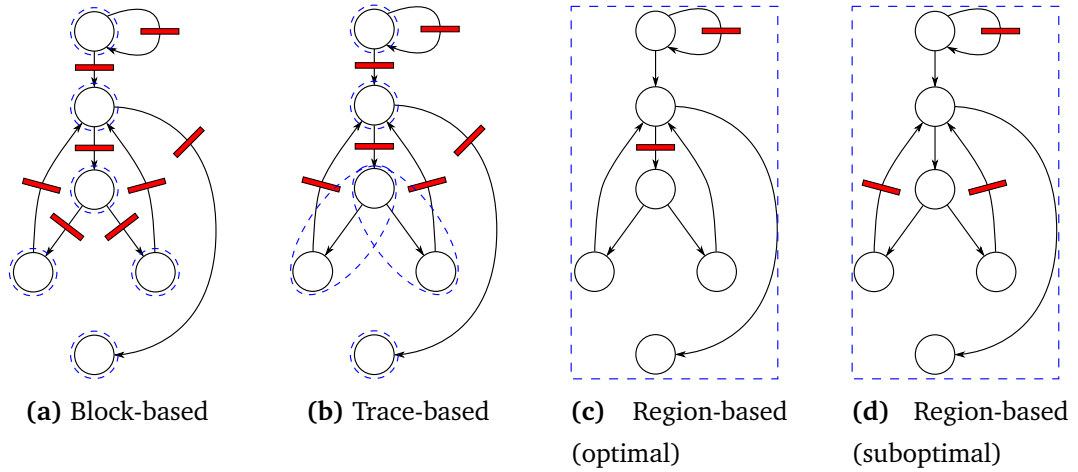 (a) Block-based
(b) Trace-based
(c) Region-based
(optimal)
(d) Region-based
(suboptimal)